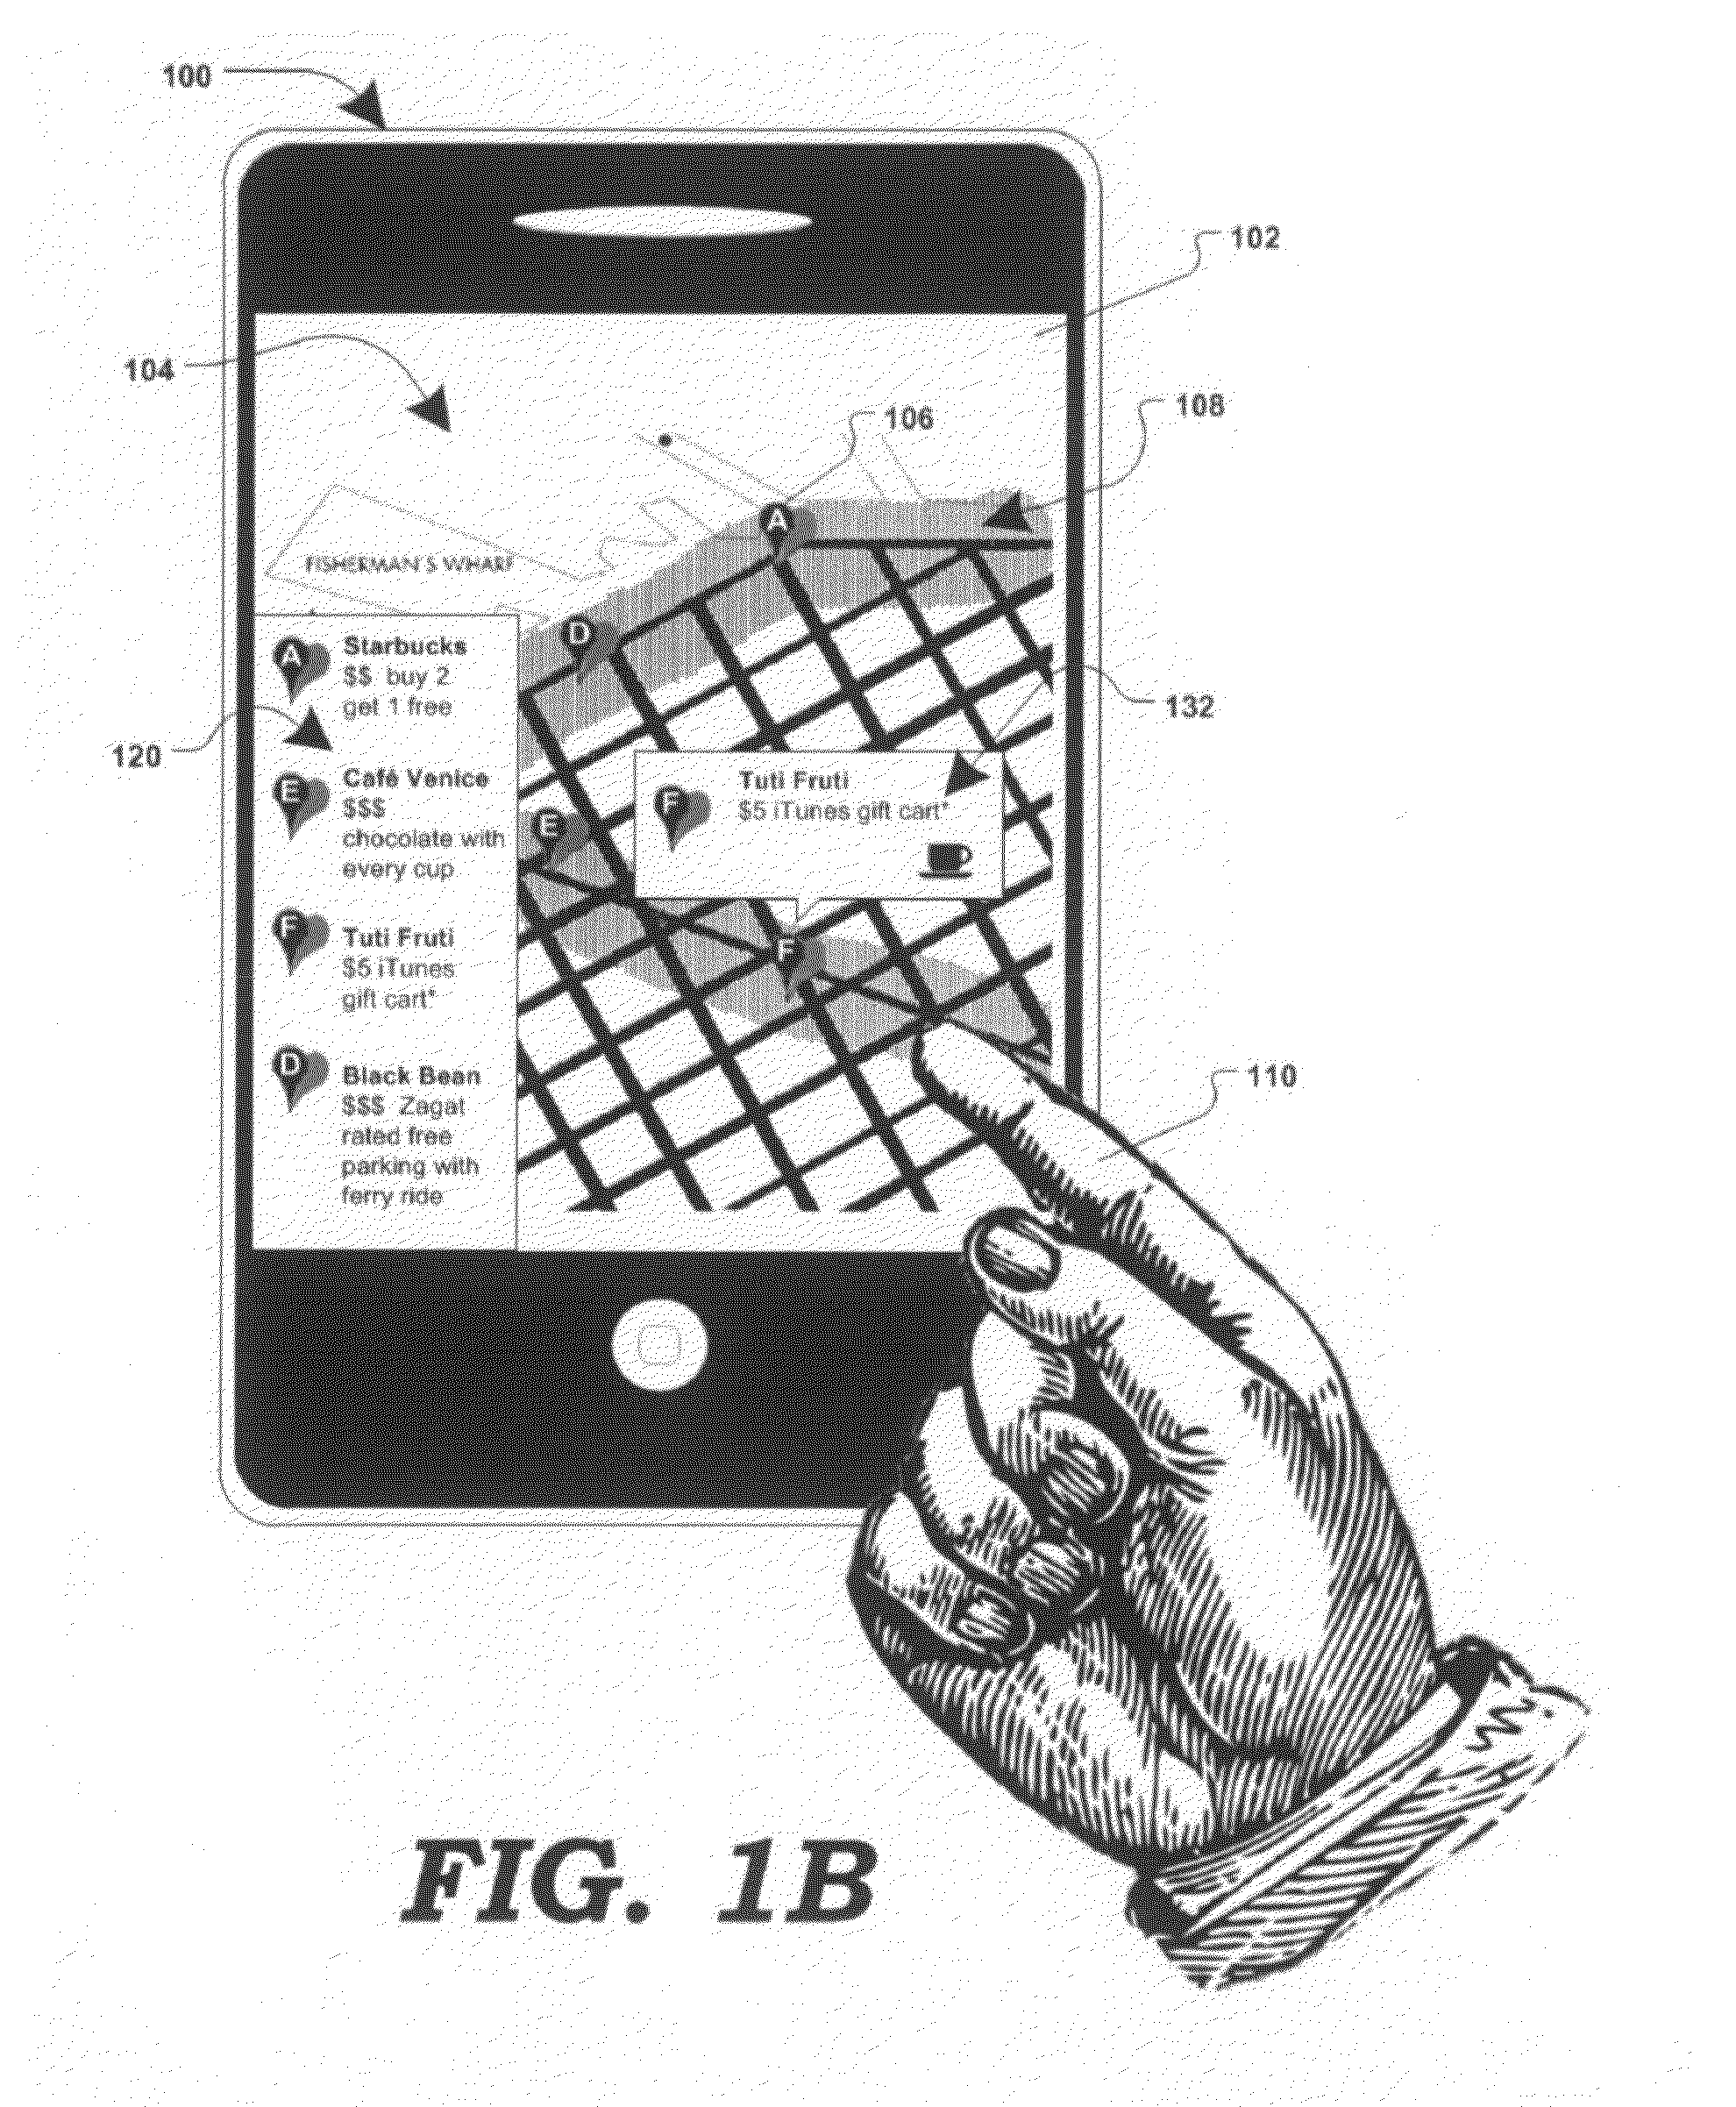 100
102
104
108
106
A
FISHERMAN'S WHARF
D
A
Starbucks
$$ buy 2
get 1 free
132
120
E
Café Venice
$$$
chocolate with
every cup
E
F
Tuti Fruti
$5 iTunes gift cart*
F
F
Tuti Fruti
$5 iTunes
gift cart*
D
Black Bean
$$$ Zagat
rated free
parking with
ferry ride
110
FIG. 1B